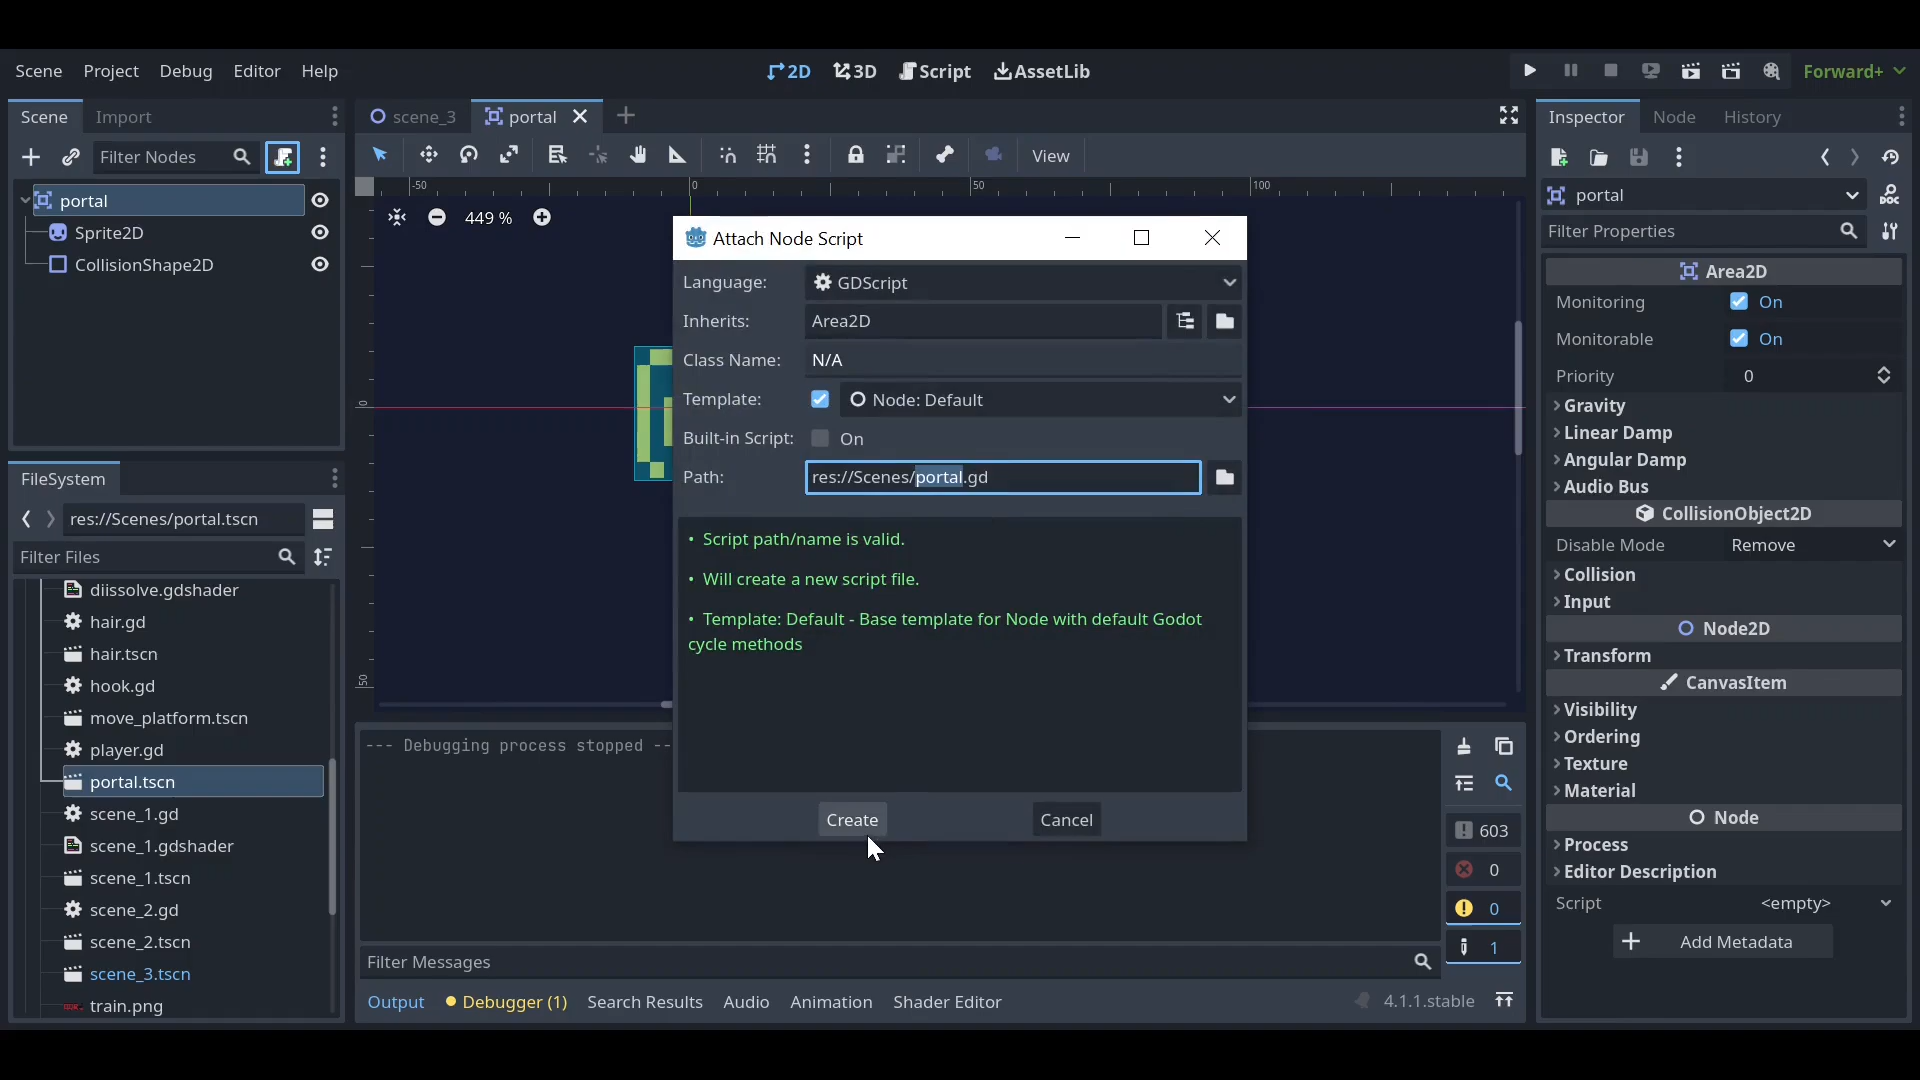 Scene Project Debug Editor Help
2D 3D Script AssetLib
Forward+
Scene Import
Filter Nodes
portal
Sprite2D
CollisionShape2D
FileSystem
res://Scenes/portal.tscn
Filter Files
diissolve.gdshader
hair.gd
hair.tscn
hook.gd
move_platform.tscn
player.gd
portal.tscn
scene_1.gd
scene_1.gdshader
scene_1.tscn
scene_2.gd
scene_2.tscn
scene_3.tscn
train.png
scene_3 portal
View
-50 0 50 100
449 %
0
50
Attach Node Script
Language: GDScript
Inherits: Area2D
Class Name: N/A
Template: Node: Default
Built-in Script: On
Path: res://Scenes/portal.gd
• Script path/name is valid.
• Will create a new script file.
• Template: Default - Base template for Node with default Godot
cycle methods
Create Cancel
--- Debugging process stopped --
603
0
0
1
Filter Messages
Output Debugger (1) Search Results Audio Animation Shader Editor
4.1.1.stable
Inspector Node History
portal
Filter Properties
Area2D
Monitoring On
Monitorable On
Priority 0
Gravity
Linear Damp
Angular Damp
Audio Bus
CollisionObject2D
Disable Mode Remove
Collision
Input
Node2D
Transform
CanvasItem
Visibility
Ordering
Texture
Material
Node
Process
Editor Description
Script <empty>
Add Metadata